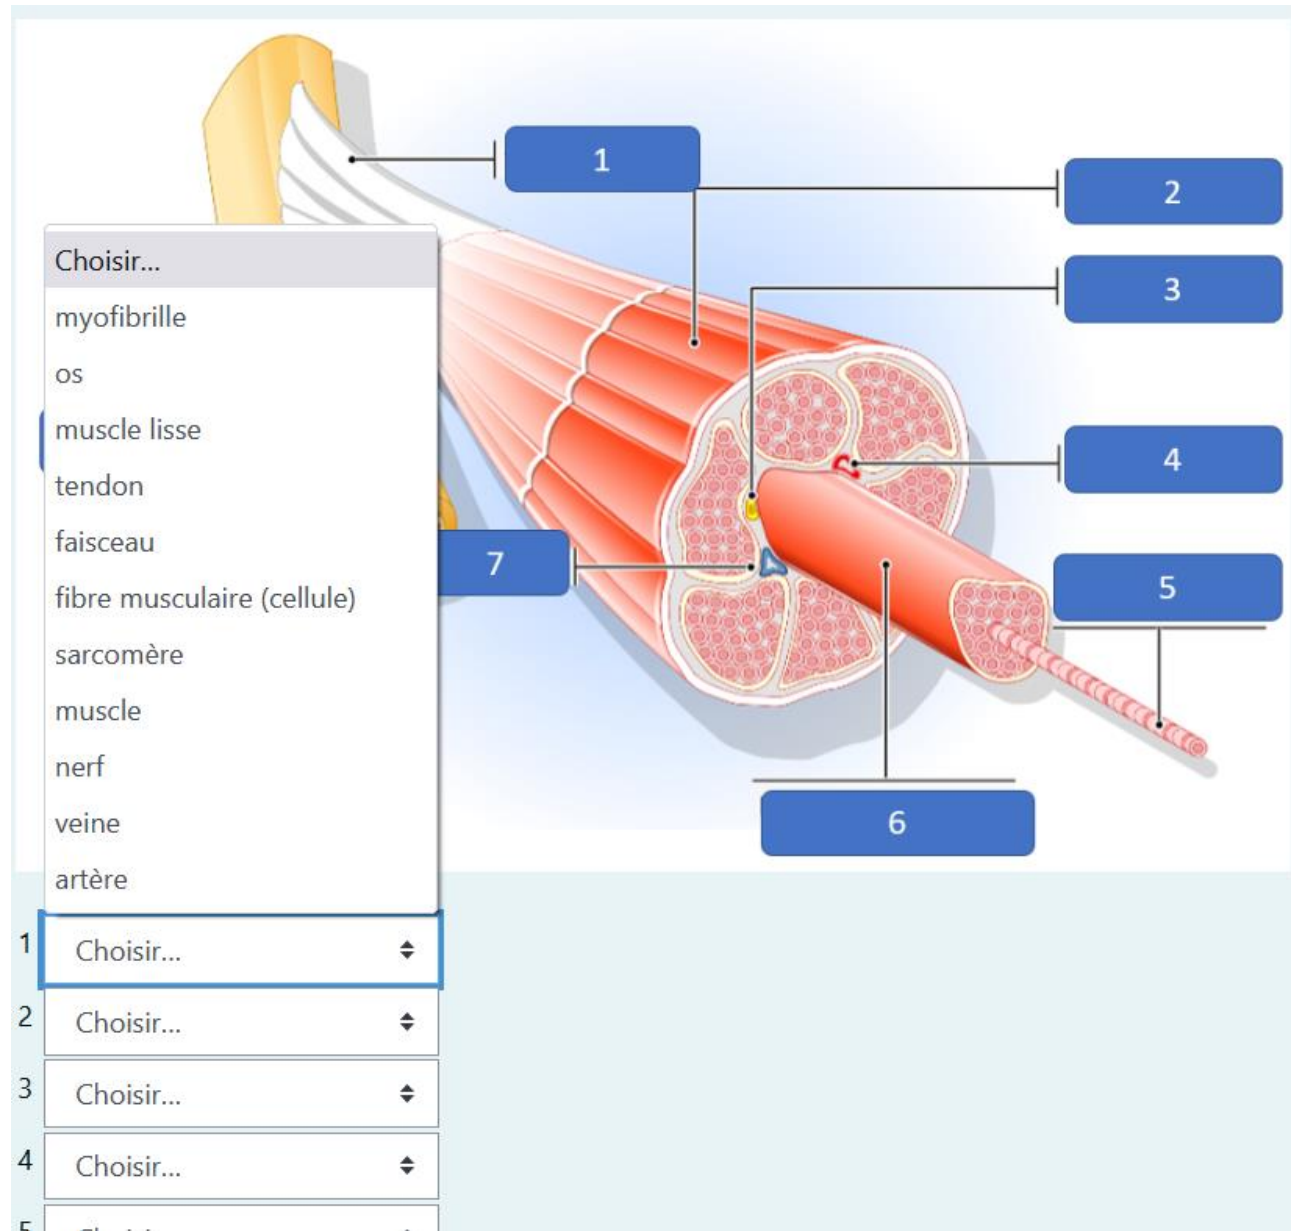 1
2
3
4
5
6
7
Choisir...
myofibrille
os
muscle lisse
tendon
faisceau
fibre musculaire (cellule)
sarcomère
muscle
nerf
veine
artère
1 Choisir...
2 Choisir...
3 Choisir...
4 Choisir...